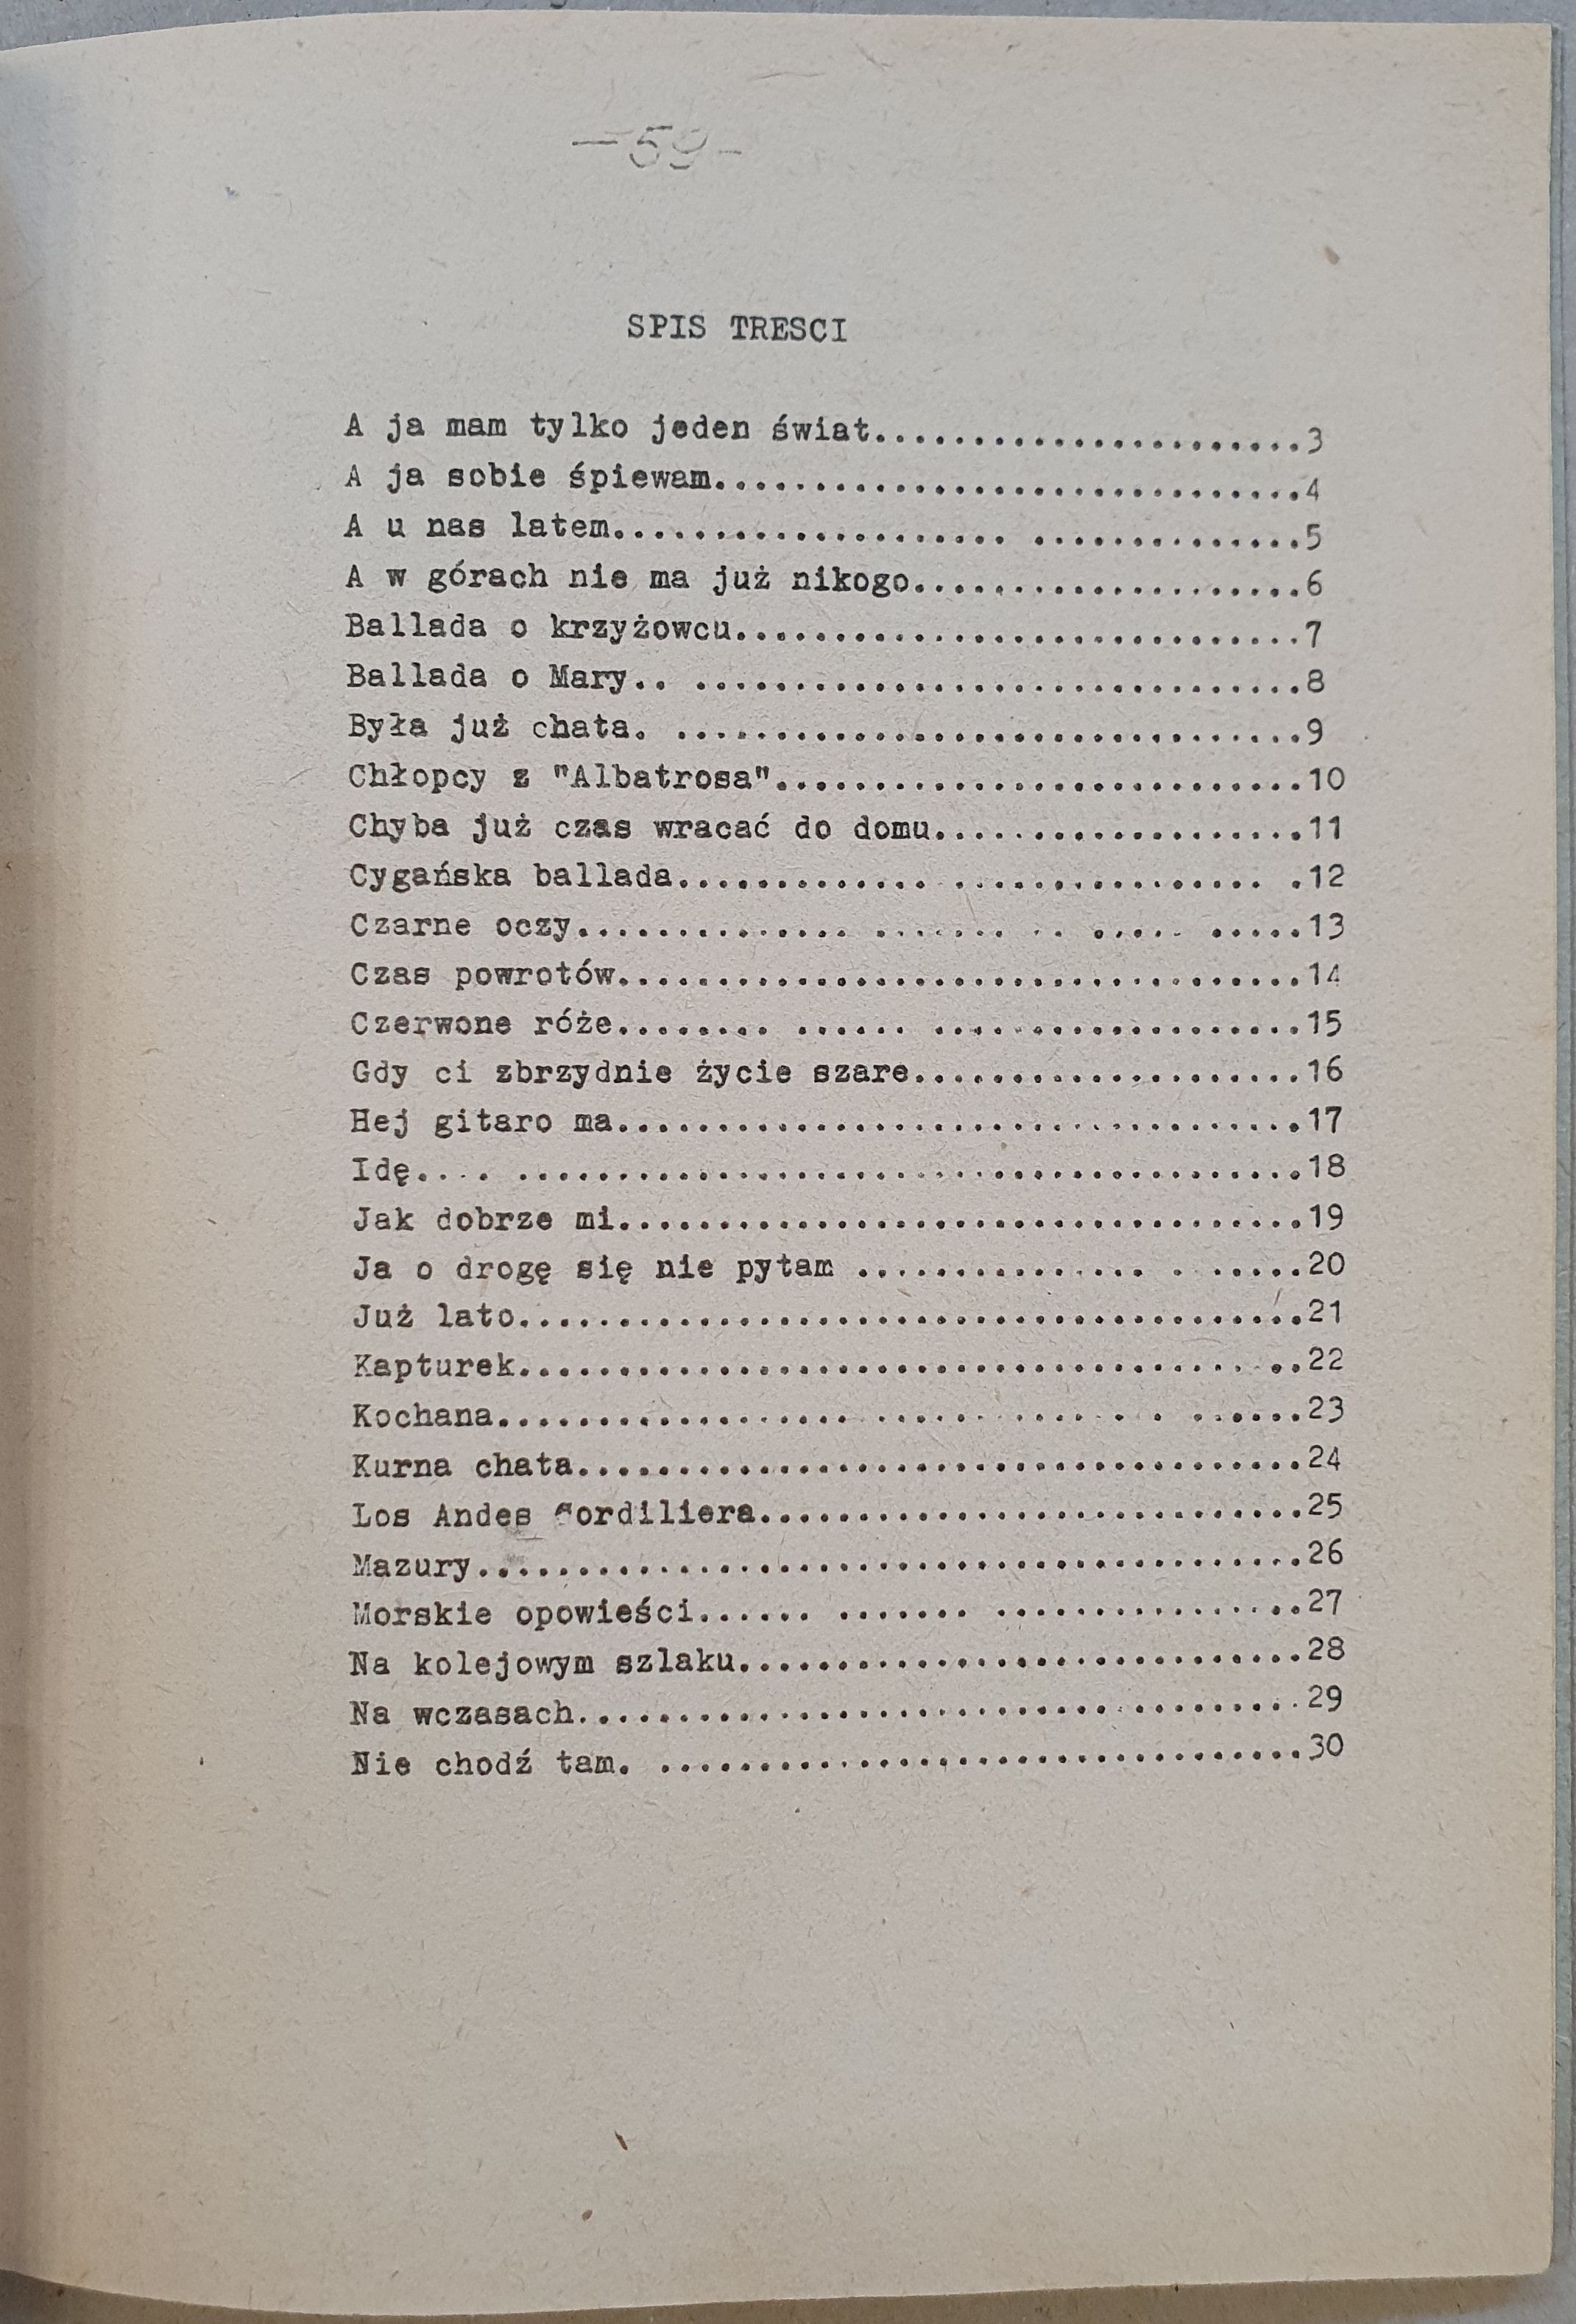 -59-
SPIS TRESCI
A ja mam tylko jeden świat......................3
A ja sobie śpiewam..............................4
A u nas latem.................... ..............5
A w górach nie ma już nikogo....................6
Ballada o krzyżowcu.............................7
Ballada o Mary.. ...............................8
Była już chata. ................................9
Chłopcy z "Albatrosa"...........................10
Chyba już czas wracać do domu...................11
Cygańska ballada............. ................ .12
Czarne oczy.............. ....... .. ..... .....13
Czas powrotów...................................14
Czerwone róże........ ...... ...................15
Gdy ci zbrzydnie życie szare....................16
Hej gitaro ma...................................17
Idę.... ........................................18
Jak dobrze mi...................................19
Ja o drogę się nie pytam ............... . .....20
Już lato........................................21
Kapturek........................................22
Kochana.................. ........... . ......23
Kurna chata.....................................24
Los Andes Cordiliera............................25
Mazury..........................................26
Morskie opowieści...... ....... ................27
Na kolejowym szlaku.............................28
Na wczasach.....................................29
Nie chodź tam. .................................30